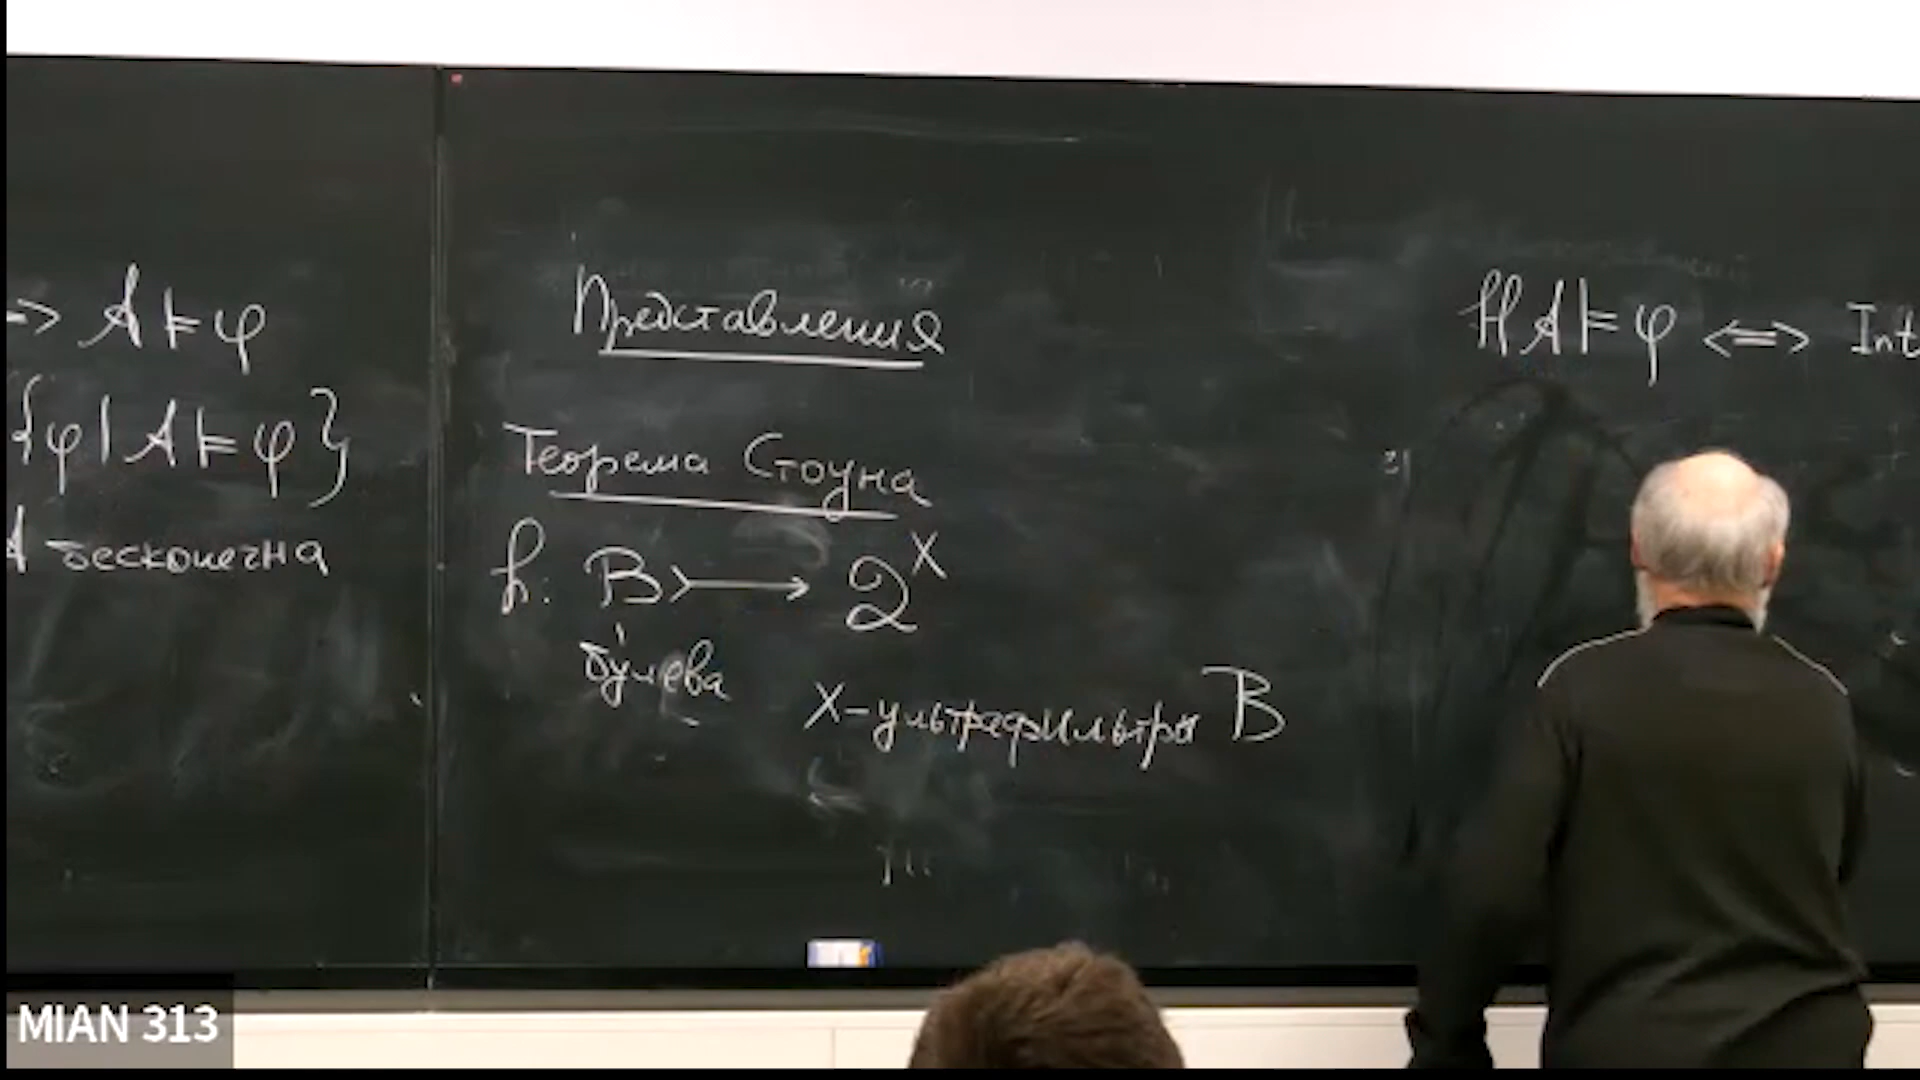 => A ⊨ φ
{φ | A ⊨ φ}
A бесконечна
Представления
Теорема Стоуна
h: B ↣ 2^X
булева
X - ультрафильтры B
HA ⊨ φ <=> Int
MIAN 313